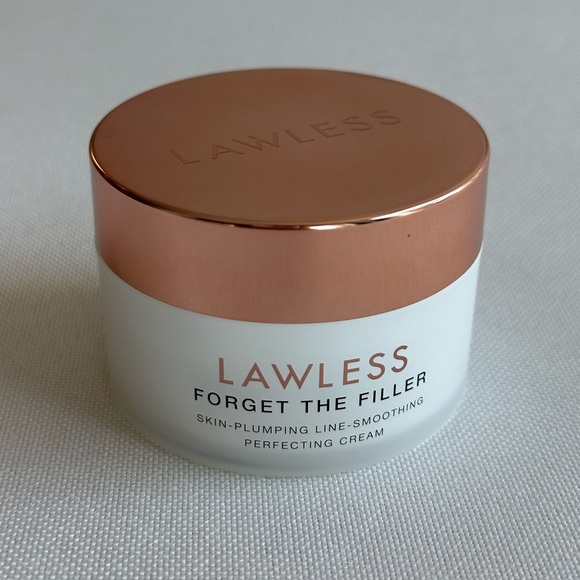 LAWLESS
LAWLESS
FORGET THE FILLER
SKIN-PLUMPING LINE-SMOOTHING
PERFECTING CREAM